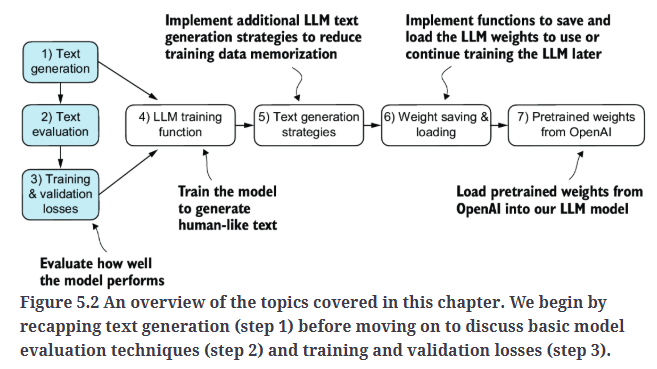 Implement additional LLM text
generation strategies to reduce
training data memorization
Implement functions to save and
load the LLM weights to use or
continue training the LLM later
1) Text
generation
2) Text
evaluation
3) Training
& validation
losses
4) LLM training
function
5) Text generation
strategies
6) Weight saving &
loading
7) Pretrained weights
from OpenAI
Train the model
to generate
human-like text
Load pretrained weights from
OpenAI into our LLM model
Evaluate how well
the model performs
Figure 5.2 An overview of the topics covered in this chapter. We begin by
recapping text generation (step 1) before moving on to discuss basic model
evaluation techniques (step 2) and training and validation losses (step 3).